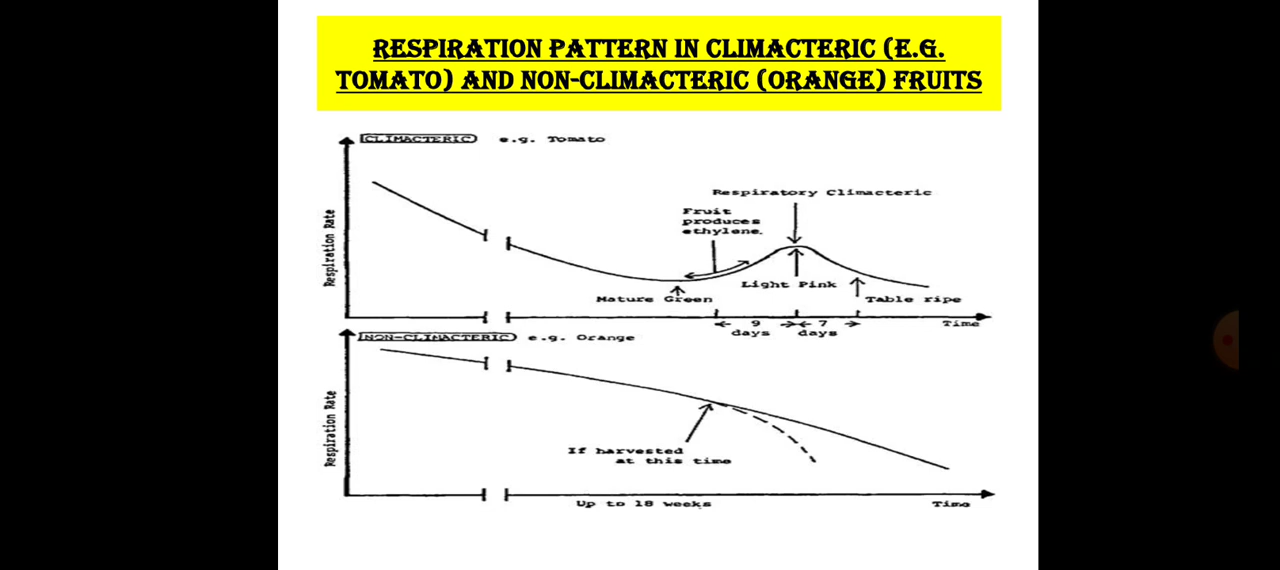 RESPIRATION PATTERN IN CLIMACTERIC (E.G.
TOMATO) AND NON-CLIMACTERIC (ORANGE) FRUITS
CLIMACTERIC e.g. Tomato
Respiration Rate
Respiratory Climacteric
Fruit
produces
ethylene.
Mature Green
Light Pink
Table ripe
9
days
7
days
Time
NON-CLIMACTERIC e.g. Orange
Respiration Rate
If harvested
at this time
Up to 18 weeks
Time